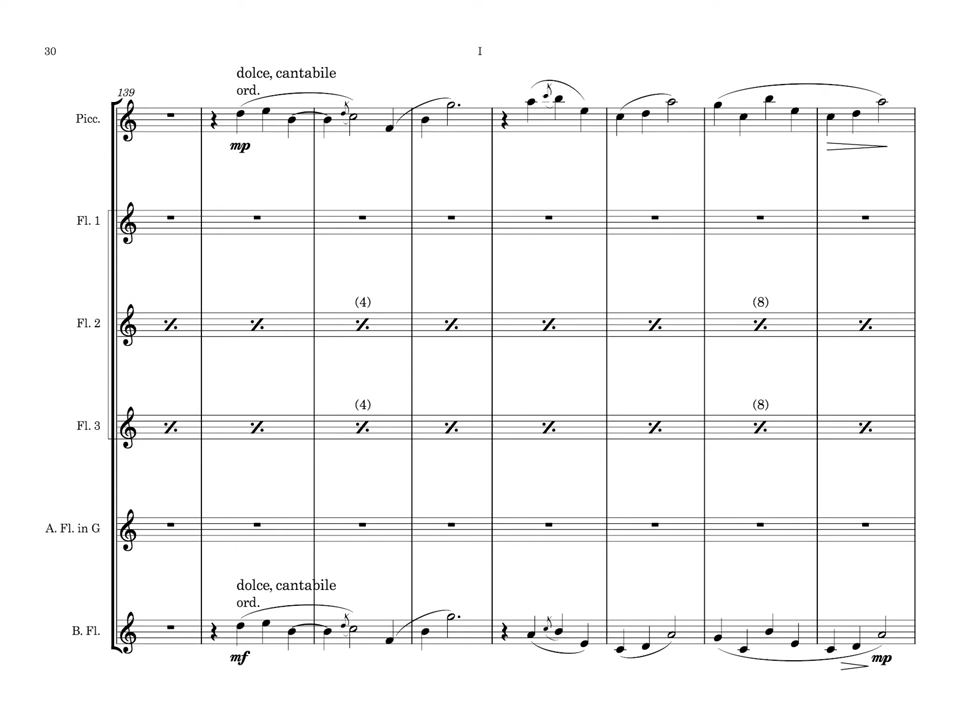 30
I
dolce, cantabile
139
ord.
Picc.
mp
Fl. 1
(4)
(8)
Fl. 2
(4)
(8)
Fl. 3
A. Fl. in G
dolce, cantabile
ord.
B. Fl.
mf
mp